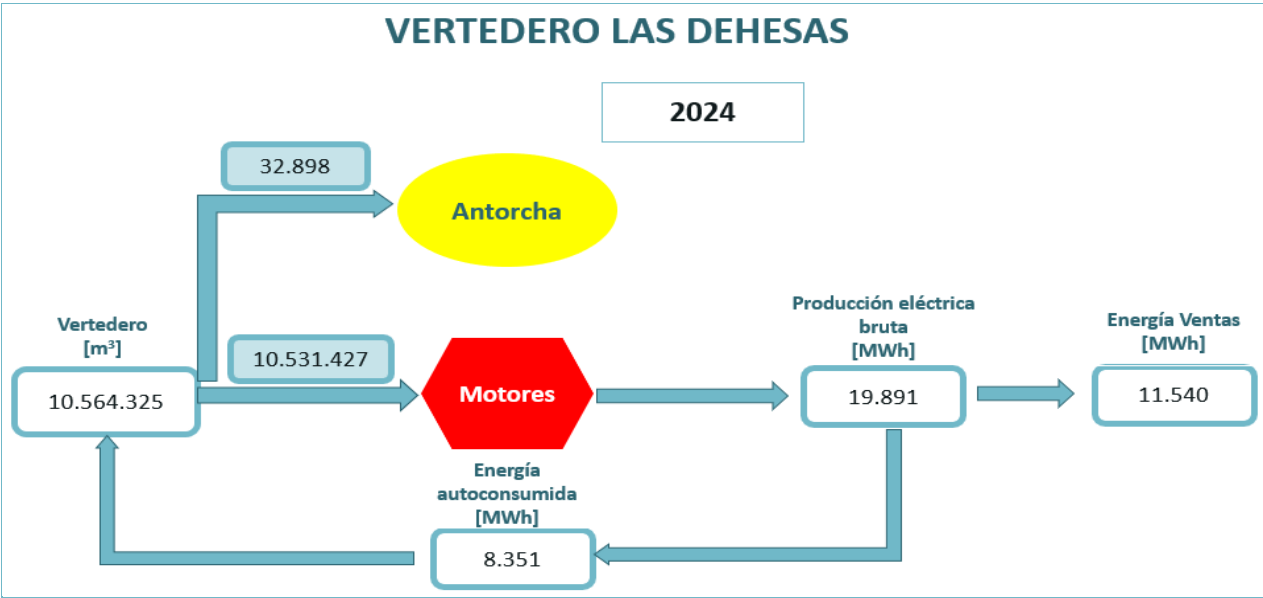 VERTEDERO LAS DEHESAS
2024
32.898
Antorcha
Vertedero
[m³]
10.564.325
10.531.427
Motores
Producción eléctrica
bruta
[MWh]
19.891
Energía Ventas
[MWh]
11.540
Energía
autoconsumida
[MWh]
8.351